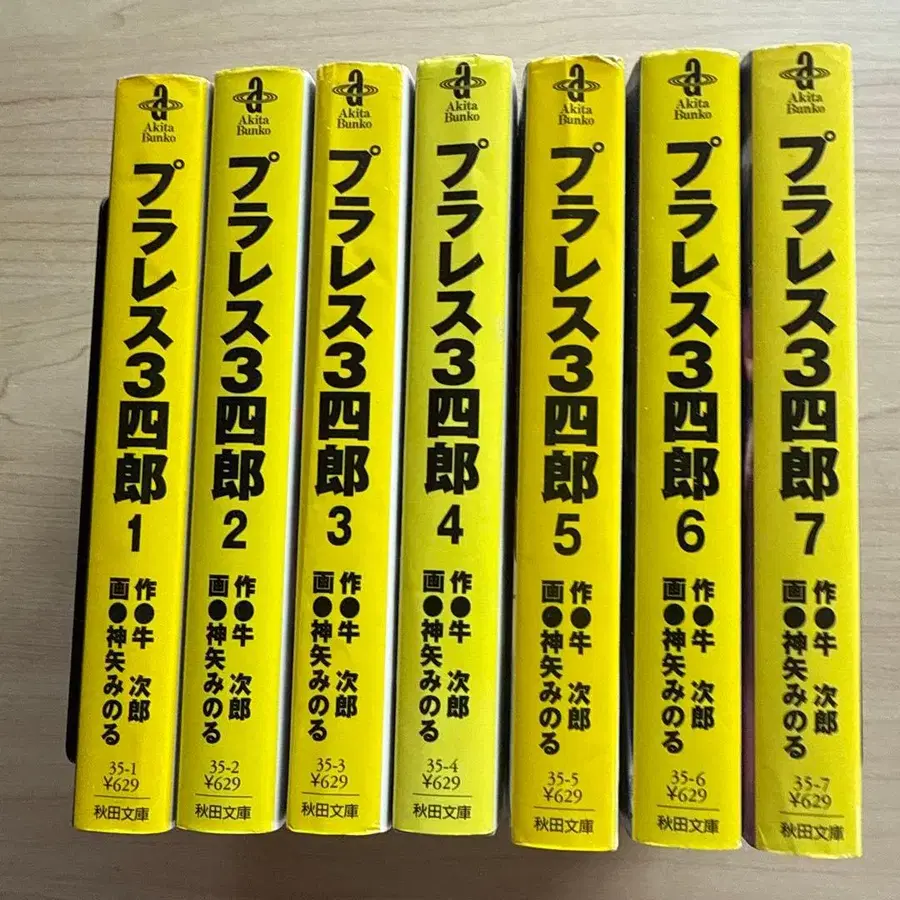 a
Akita
Bunko
プラレス3四郎
1
作●牛 次郎
画●神矢みのる
35-1
¥629
秋田文庫
a
Akita
Bunko
プラレス3四郎
2
作●牛 次郎
画●神矢みのる
35-2
¥629
秋田文庫
a
Akita
Bunko
プラレス3四郎
3
作●牛 次郎
画●神矢みのる
35-3
¥629
秋田文庫
a
Akita
Bunko
プラレス3四郎
4
作●牛 次郎
画●神矢みのる
35-4
¥629
秋田文庫
a
Akita
Bunko
プラレス3四郎
5
作●牛 次郎
画●神矢みのる
35-5
¥629
秋田文庫
a
Akita
Bunko
プラレス3四郎
6
作●牛 次郎
画●神矢みのる
35-6
¥629
秋田文庫
a
Akita
Bunko
プラレス3四郎
7
作●牛 次郎
画●神矢みのる
35-7
¥629
秋田文庫